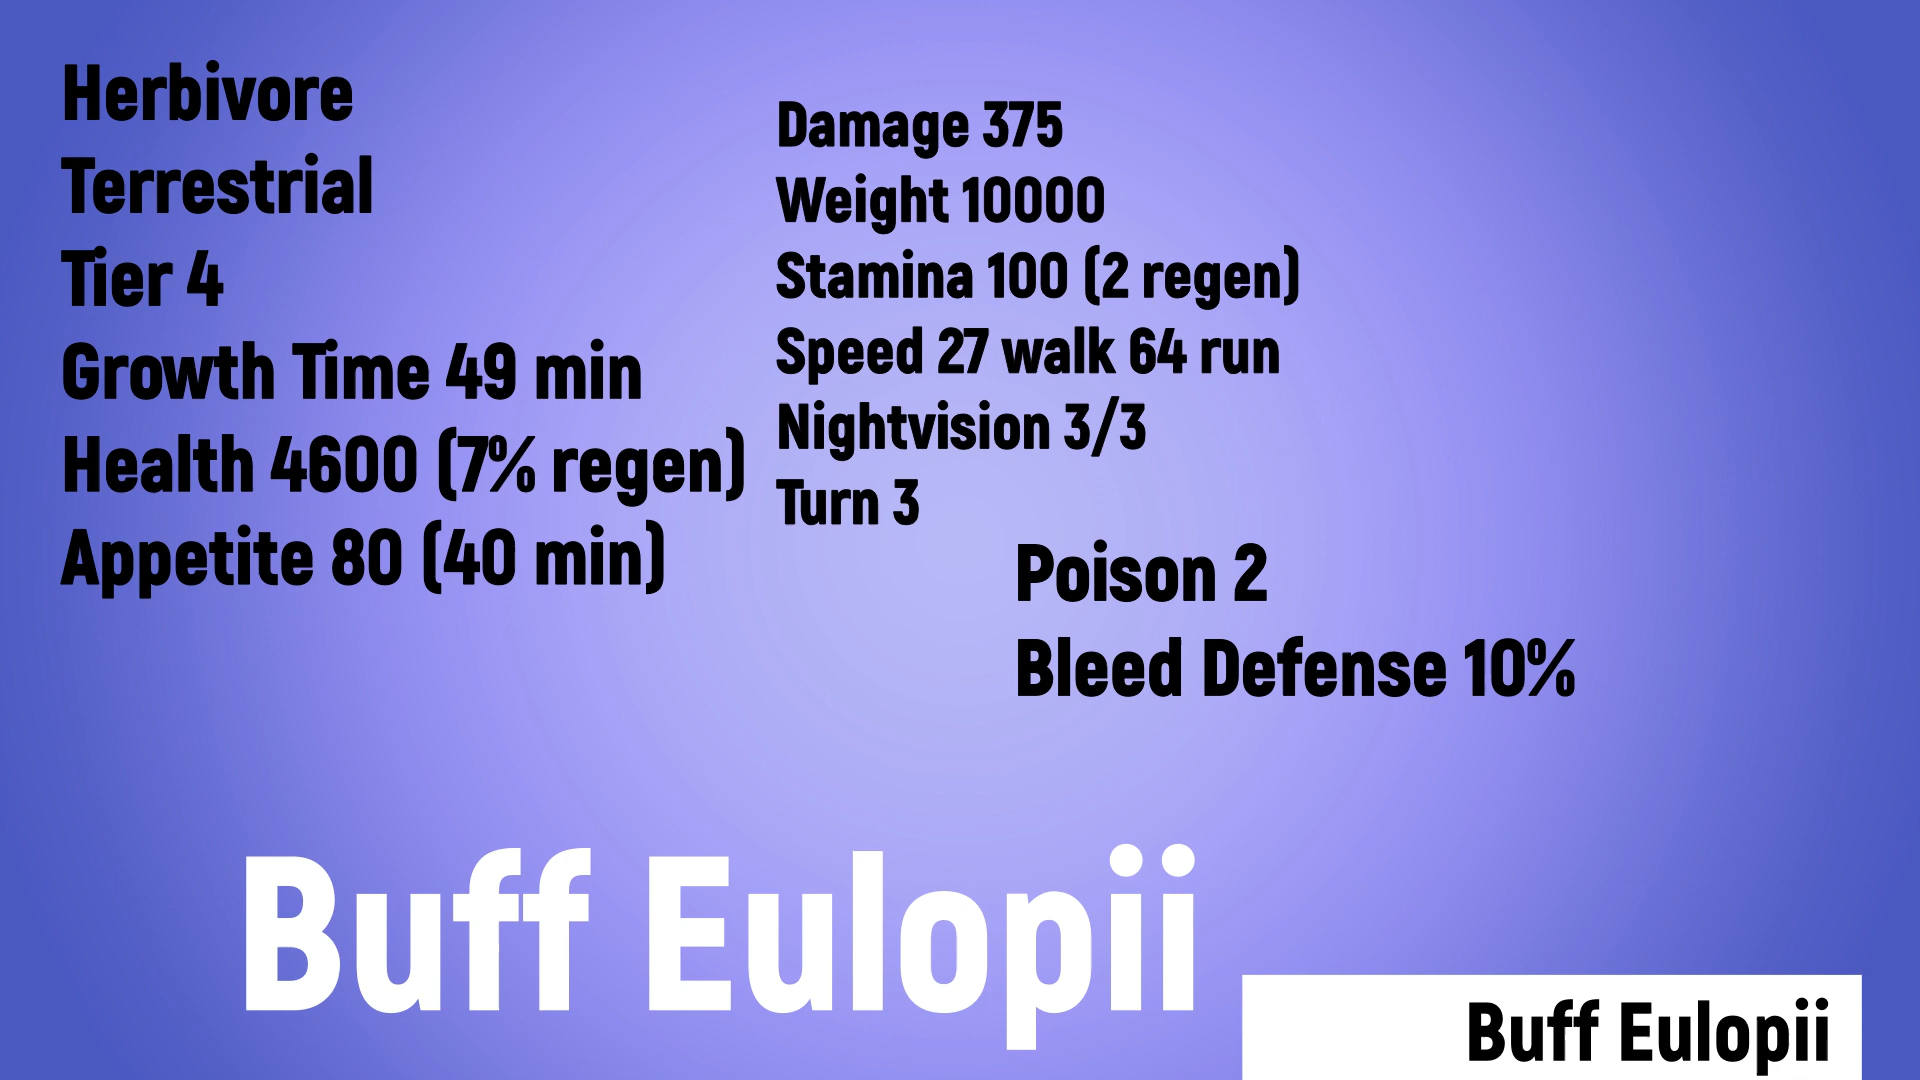 Herbivore
Terrestrial
Tier 4
Growth Time 49 min
Health 4600 (7% regen)
Appetite 80 (40 min)
Damage 375
Weight 10000
Stamina 100 (2 regen)
Speed 27 walk 64 run
Nightvision 3/3
Turn 3
Poison 2
Bleed Defense 10%
Buff Eulopii
Buff Eulopii